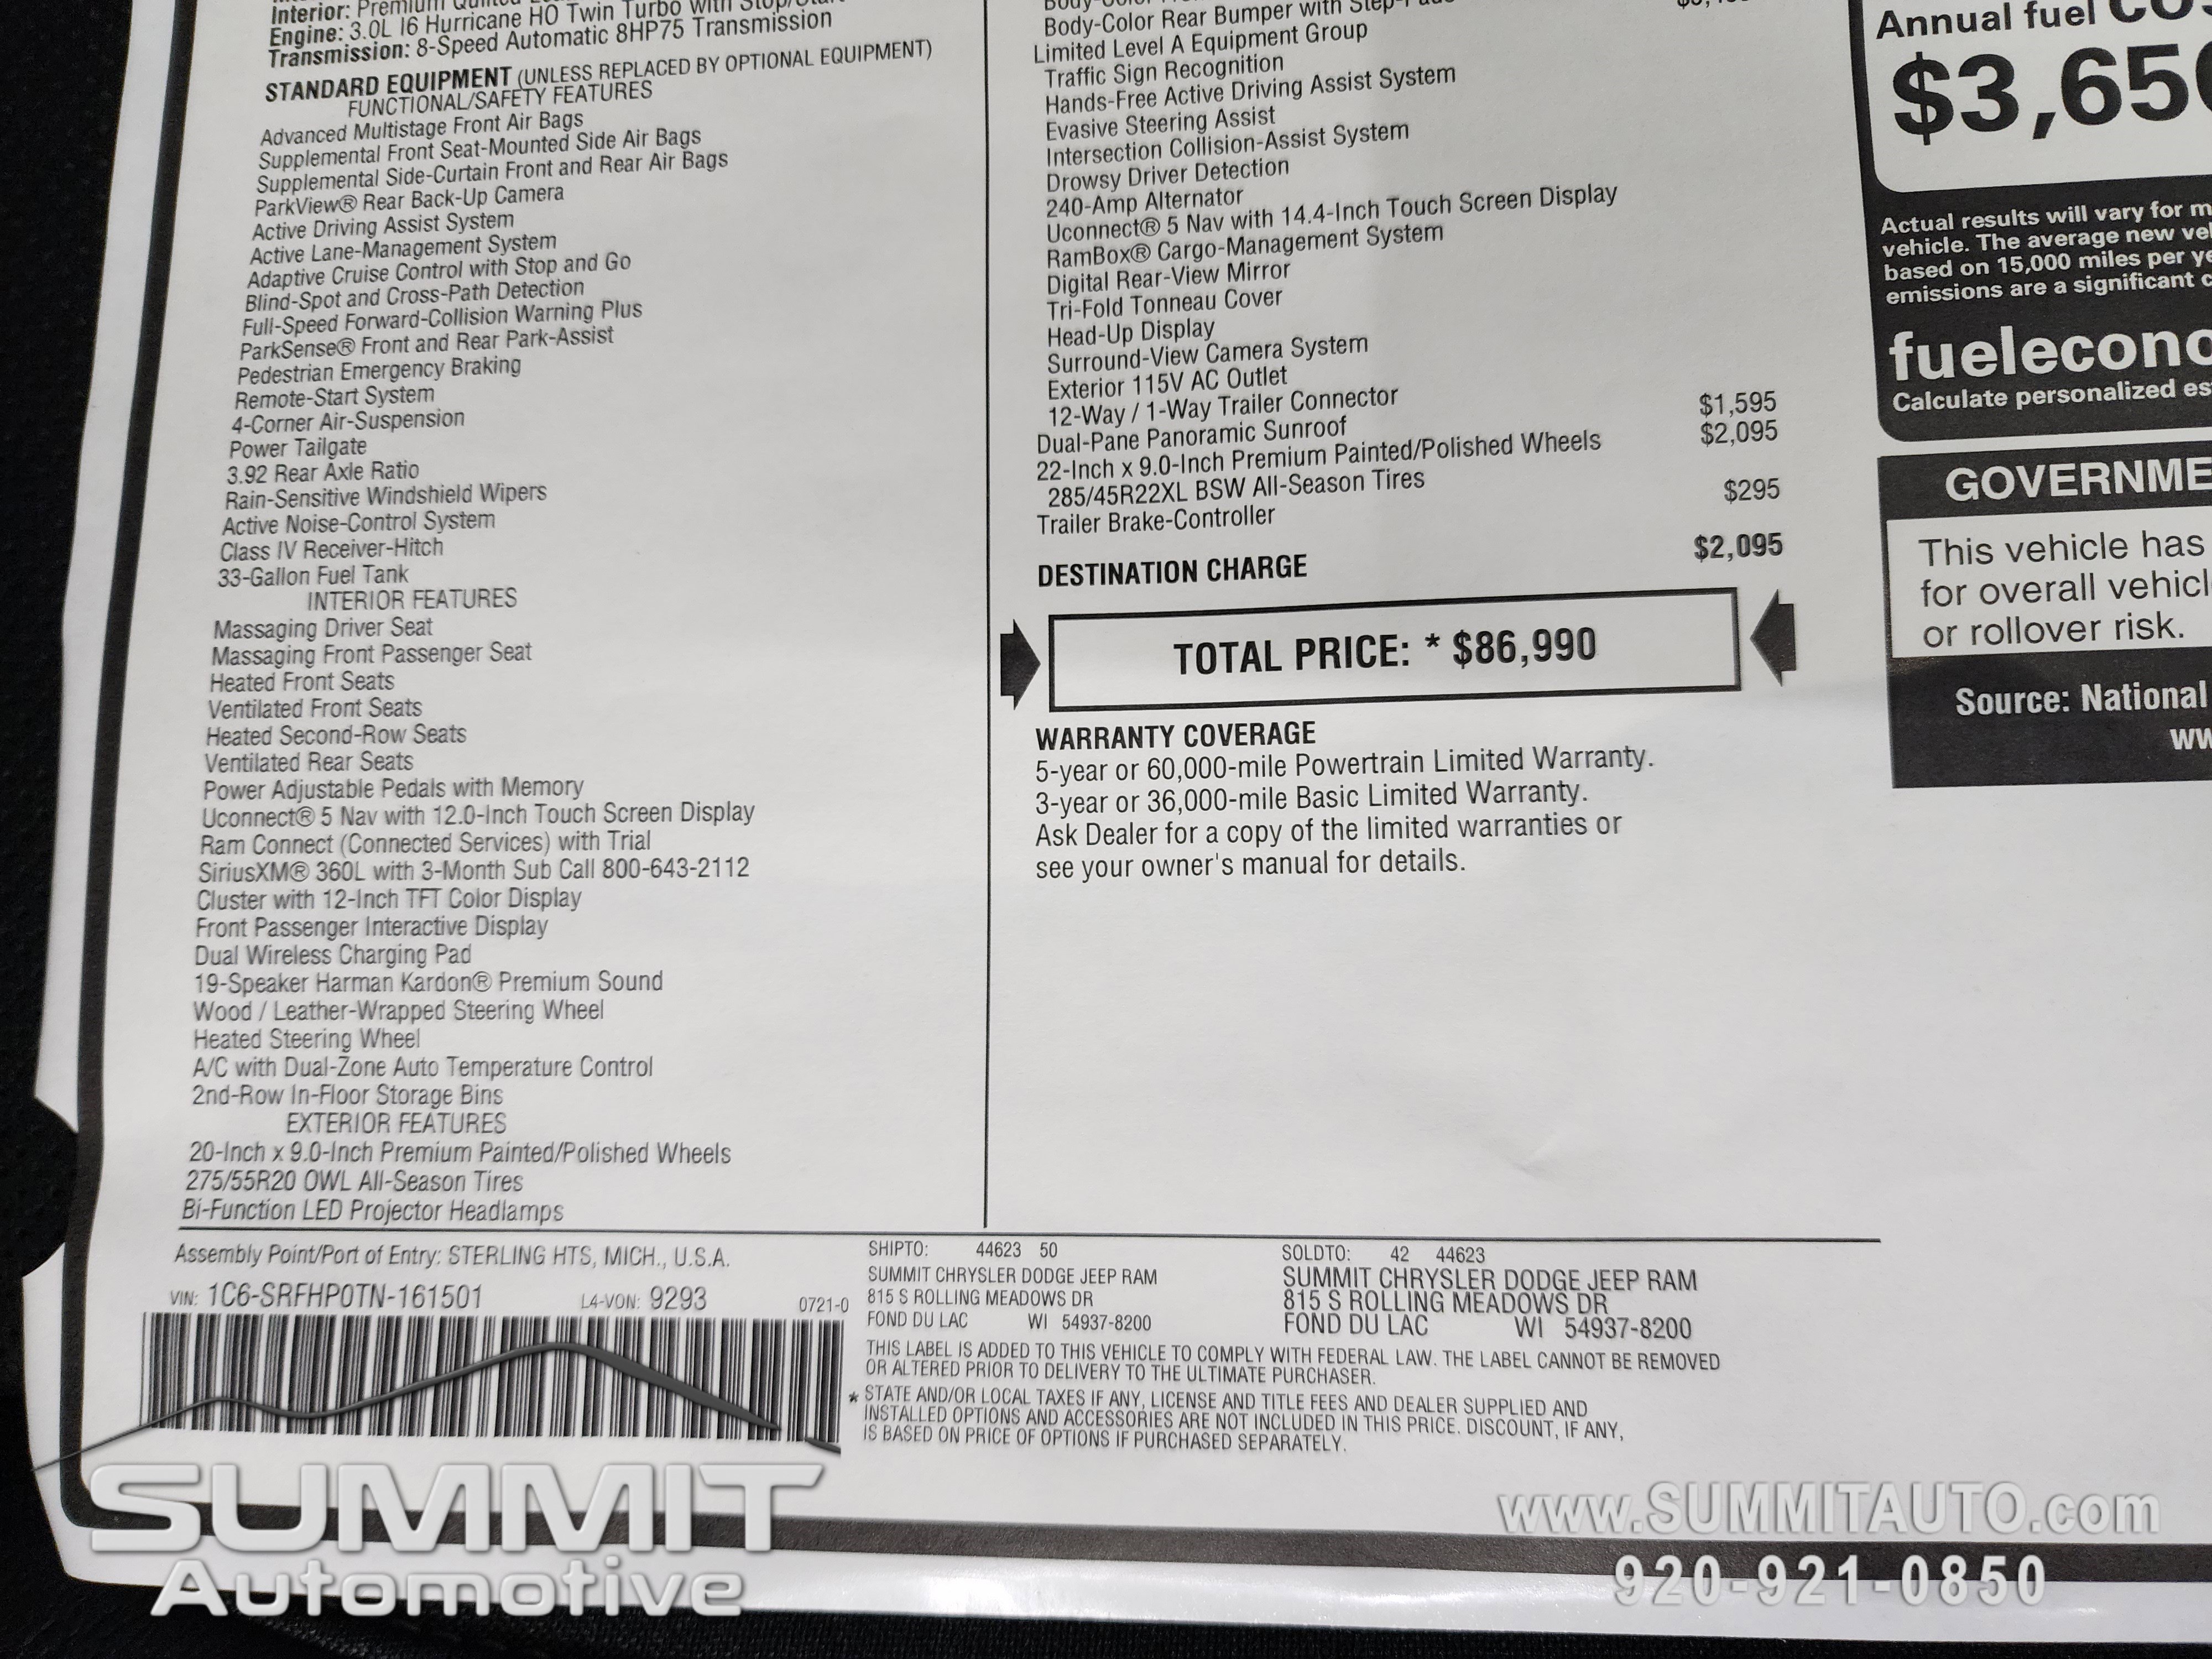 Interior: Premium Quilted
Engine: 3.0L I6 Hurricane HO Twin Turbo with Stop/Start
Transmission: 8-Speed Automatic 8HP75 Transmission
STANDARD EQUIPMENT (UNLESS REPLACED BY OPTIONAL EQUIPMENT)
FUNCTIONAL/SAFETY FEATURES
Advanced Multistage Front Air Bags
Supplemental Front Seat-Mounted Side Air Bags
Supplemental Side-Curtain Front and Rear Air Bags
ParkView® Rear Back-Up Camera
Active Driving Assist System
Active Lane-Management System
Adaptive Cruise Control with Stop and Go
Blind-Spot and Cross-Path Detection
Full-Speed Forward-Collision Warning Plus
ParkSense® Front and Rear Park-Assist
Pedestrian Emergency Braking
Remote-Start System
4-Corner Air-Suspension
Power Tailgate
3.92 Rear Axle Ratio
Rain-Sensitive Windshield Wipers
Active Noise-Control System
Class IV Receiver-Hitch
33-Gallon Fuel Tank
INTERIOR FEATURES
Massaging Driver Seat
Massaging Front Passenger Seat
Heated Front Seats
Ventilated Front Seats
Heated Second-Row Seats
Ventilated Rear Seats
Power Adjustable Pedals with Memory
Uconnect® 5 Nav with 12.0-Inch Touch Screen Display
Ram Connect (Connected Services) with Trial
SiriusXM® 360L with 3-Month Sub Call 800-643-2112
Cluster with 12-Inch TFT Color Display
Front Passenger Interactive Display
Dual Wireless Charging Pad
19-Speaker Harman Kardon® Premium Sound
Wood / Leather-Wrapped Steering Wheel
Heated Steering Wheel
A/C with Dual-Zone Auto Temperature Control
2nd-Row In-Floor Storage Bins
EXTERIOR FEATURES
20-Inch x 9.0-Inch Premium Painted/Polished Wheels
275/55R20 OWL All-Season Tires
Bi-Function LED Projector Headlamps
Body-Color Rear Bumper with Step-Pads
Limited Level A Equipment Group
Traffic Sign Recognition
Hands-Free Active Driving Assist System
Evasive Steering Assist
Intersection Collision-Assist System
Drowsy Driver Detection
240-Amp Alternator
Uconnect® 5 Nav with 14.4-Inch Touch Screen Display
RamBox® Cargo-Management System
Digital Rear-View Mirror
Tri-Fold Tonneau Cover
Head-Up Display
Surround-View Camera System
Exterior 115V AC Outlet
12-Way / 1-Way Trailer Connector
Dual-Pane Panoramic Sunroof $1,595
22-Inch x 9.0-Inch Premium Painted/Polished Wheels $2,095
285/45R22XL BSW All-Season Tires
Trailer Brake-Controller $295
DESTINATION CHARGE $2,095
TOTAL PRICE: * $86,990
WARRANTY COVERAGE
5-year or 60,000-mile Powertrain Limited Warranty.
3-year or 36,000-mile Basic Limited Warranty.
Ask Dealer for a copy of the limited warranties or
see your owner's manual for details.
Annual fuel
$3,650
Actual results will vary for
vehicle. The average new
based on 15,000 miles per
emissions are a significant
fuelecono
Calculate personalized
GOVERNME
This vehicle has
for overall vehicl
or rollover risk.
Source: National
ww
Assembly Point/Port of Entry: STERLING HTS, MICH., U.S.A.
VIN: 1C6-SRFHP0TN-161501 L4-VON: 9293 0721-0
SHIPTO: 44623 50
SUMMIT CHRYSLER DODGE JEEP RAM
815 S ROLLING MEADOWS DR
FOND DU LAC WI 54937-8200
SOLDTO: 42 44623
SUMMIT CHRYSLER DODGE JEEP RAM
815 S ROLLING MEADOWS DR
FOND DU LAC WI 54937-8200
THIS LABEL IS ADDED TO THIS VEHICLE TO COMPLY WITH FEDERAL LAW. THE LABEL CANNOT BE REMOVED
OR ALTERED PRIOR TO DELIVERY TO THE ULTIMATE PURCHASER.
* STATE AND/OR LOCAL TAXES IF ANY, LICENSE AND TITLE FEES AND DEALER SUPPLIED AND
INSTALLED OPTIONS AND ACCESSORIES ARE NOT INCLUDED IN THIS PRICE. DISCOUNT, IF ANY,
IS BASED ON PRICE OF OPTIONS IF PURCHASED SEPARATELY.
SUMMIT
Automotive
www.SUMMITAUTO.com
920-921-0850